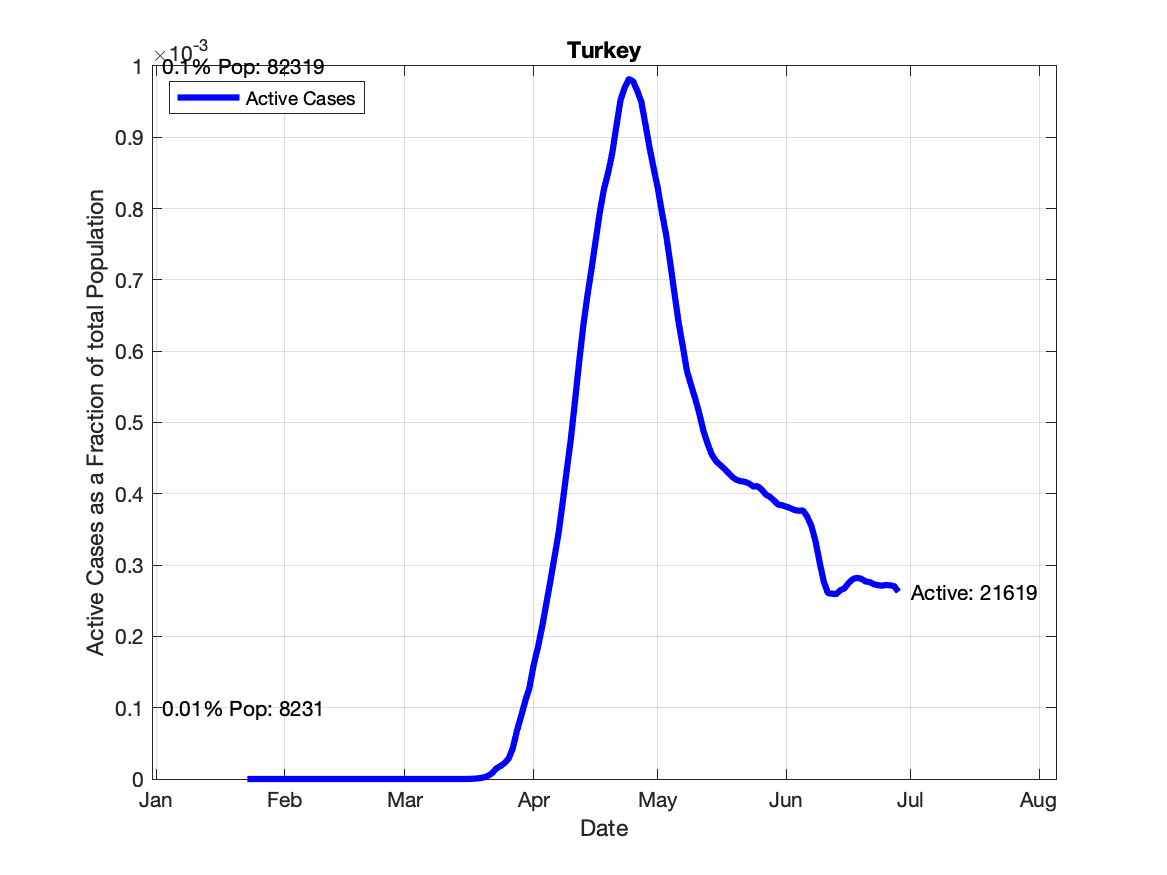 Turkey
×10-3
1
0.1% Pop: 82319
Active Cases
0.9
0.8
0.7
0.6
0.5
0.4
0.3
Active: 21619
0.2
0.1
0.01% Pop: 8231
0
Jan Feb Mar Apr May Jun Jul Aug
Date
Active Cases as a Fraction of total Population